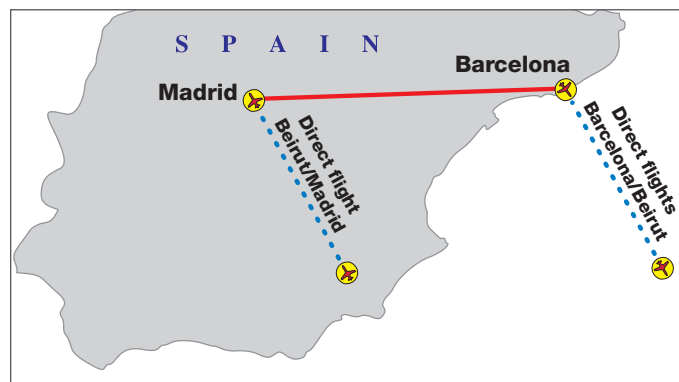 S P A I N
Barcelona
Madrid
Direct flight
Beirut/Madrid
Direct flights
Barcelona/Beirut